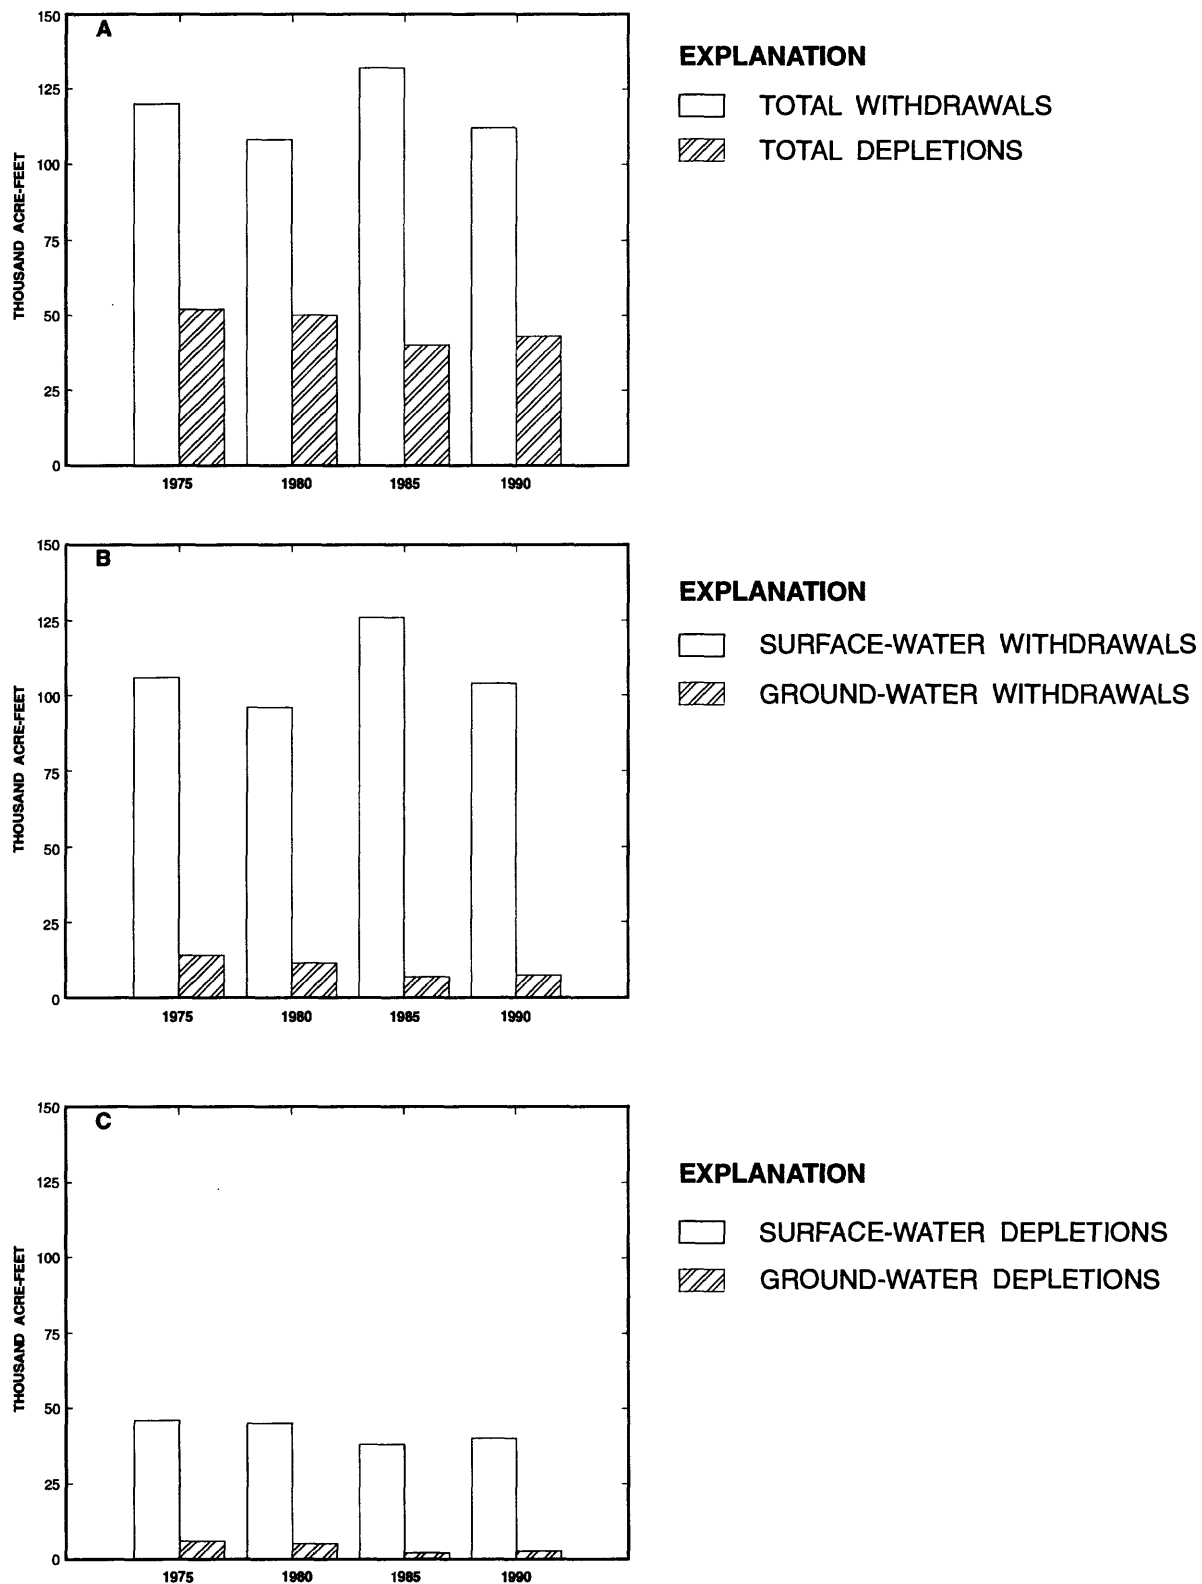 A
150
125
100
75
50
25
0
THOUSAND ACRE-FEET
1975 1980 1985 1990
EXPLANATION
TOTAL WITHDRAWALS
TOTAL DEPLETIONS
B
150
125
100
75
50
25
0
THOUSAND ACRE-FEET
1975 1980 1985 1990
EXPLANATION
SURFACE-WATER WITHDRAWALS
GROUND-WATER WITHDRAWALS
C
150
125
100
75
50
25
0
THOUSAND ACRE-FEET
1975 1980 1985 1990
EXPLANATION
SURFACE-WATER DEPLETIONS
GROUND-WATER DEPLETIONS